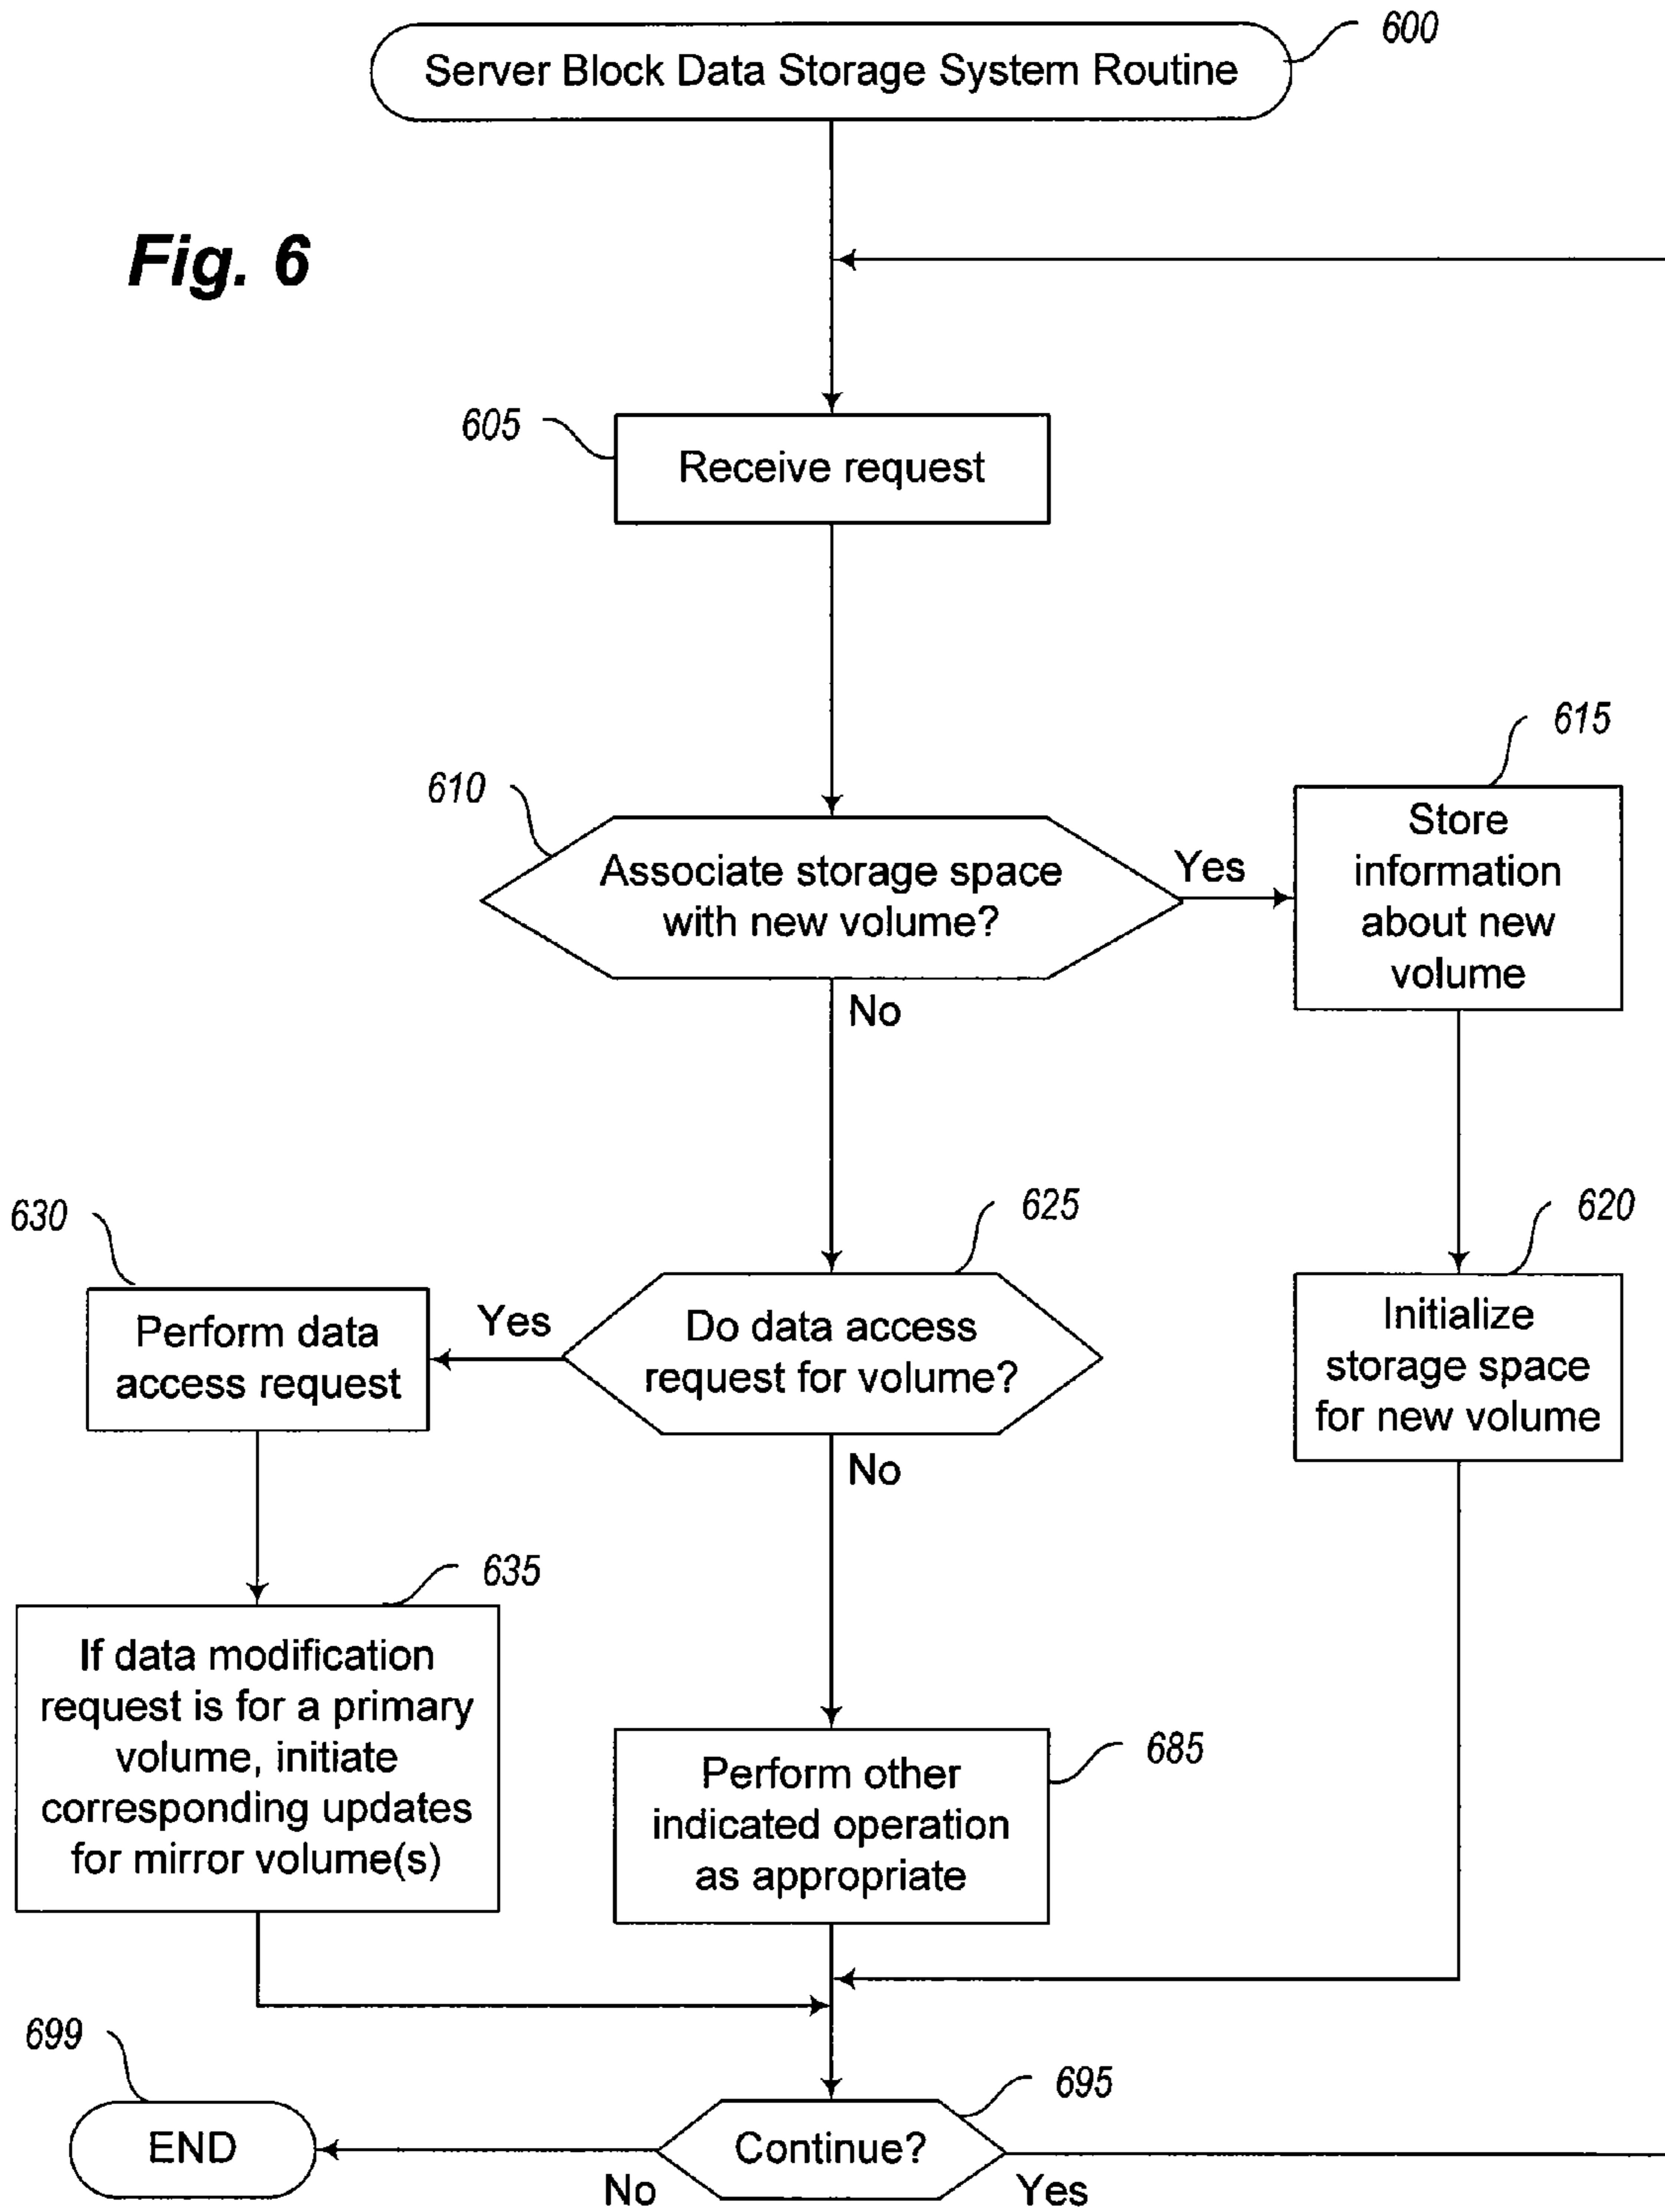 600
Server Block Data Storage System Routine
Fig. 6
605
Receive request
610
Associate storage space
with new volume?
Yes
No
615
Store
information
about new
volume
620
Initialize
storage space
for new volume
625
Do data access
request for volume?
Yes
No
630
Perform data
access request
635
If data modification
request is for a primary
volume, initiate
corresponding updates
for mirror volume(s)
685
Perform other
indicated operation
as appropriate
695
Continue?
No
Yes
699
END